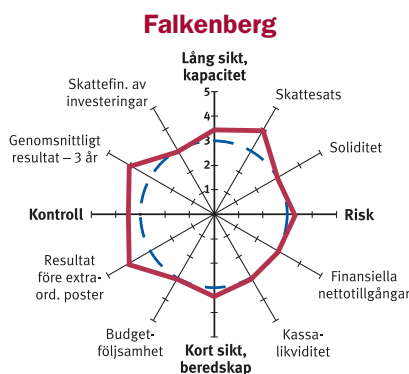 Falkenberg
Lång sikt,
kapacitet
Skattefin. av
investeringar
Skattesats
Genomsnittligt
resultat – 3 år
Soliditet
5
4
3
2
1
Kontroll
Risk
Resultat
före extra-
ord. poster
Finansiella
nettotillgångar
Budget-
följsamhet
Kassa-
likviditet
Kort sikt,
beredskap